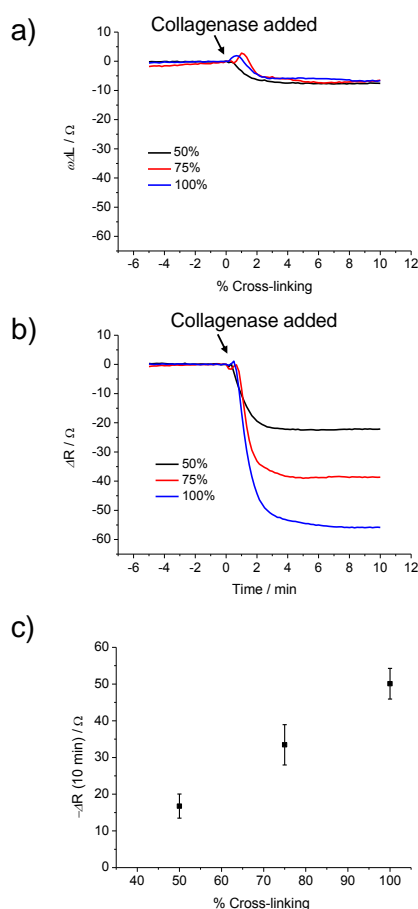 a)
Collagenase added
0
-10
-20
-30
-40
-50
-60
ωΔL / Ω
50%
75%
100%
-6 -4 -2 0 2 4 6 8 10 12
% Cross-linking
b)
Collagenase added
0
-10
-20
-30
-40
-50
-60
ΔR / Ω
50%
75%
100%
-6 -4 -2 0 2 4 6 8 10 12
Time / min
c)
60
50
40
30
20
10
0
-ΔR (10 min) / Ω
40 50 60 70 80 90 100
% Cross-linking